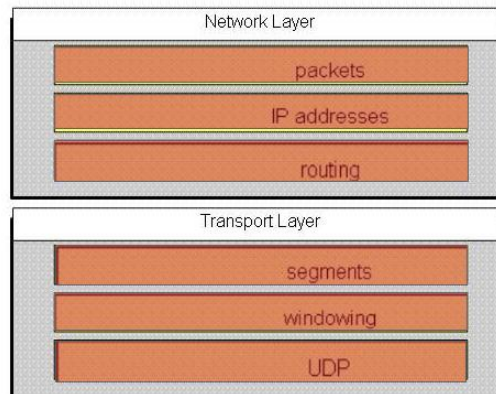 Network Layer
packets
IP addresses
routing
Transport Layer
segments
windowing
UDP